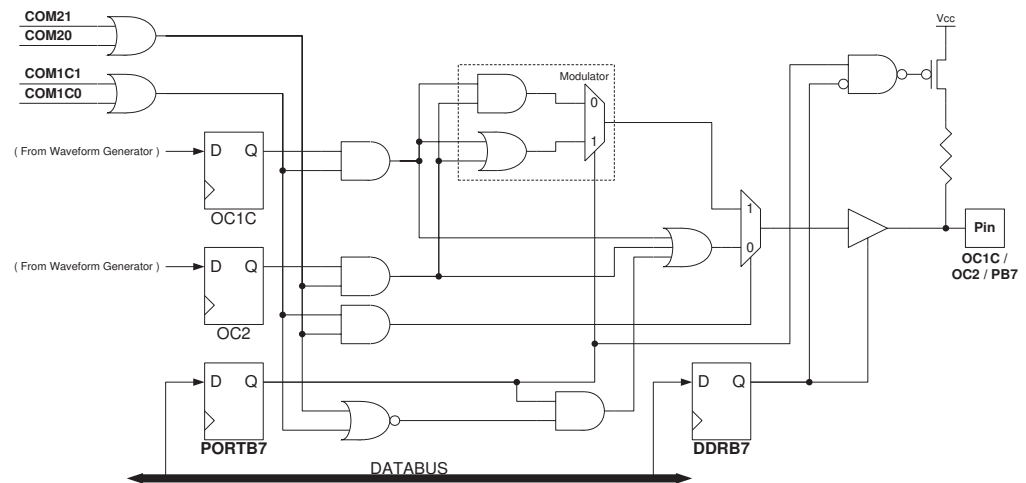 COM21
COM20
COM1C1
COM1C0
Modulator
Vcc
0
1
( From Waveform Generator )
D Q
OC1C
1
0
Pin
OC1C /
OC2 / PB7
( From Waveform Generator )
D Q
OC2
D Q
PORTB7
D Q
DDRB7
DATABUS